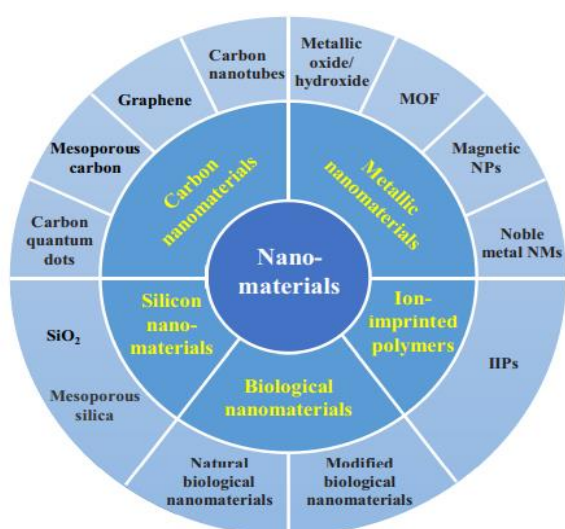 Carbon
nanotubes
Metallic
oxide/
hydroxide
Graphene
MOF
Mesoporous
carbon
Magnetic
NPs
Carbon
quantum
dots
Noble
metal NMs
Carbon
nanomaterials
Metallic
nanomaterials
Nano-
materials
Silicon
nano-
materials
Ion-
imprinted
polymers
Biological
nanomaterials
SiO₂
Mesoporous
silica
IIPs
Natural
biological
nanomaterials
Modified
biological
nanomaterials